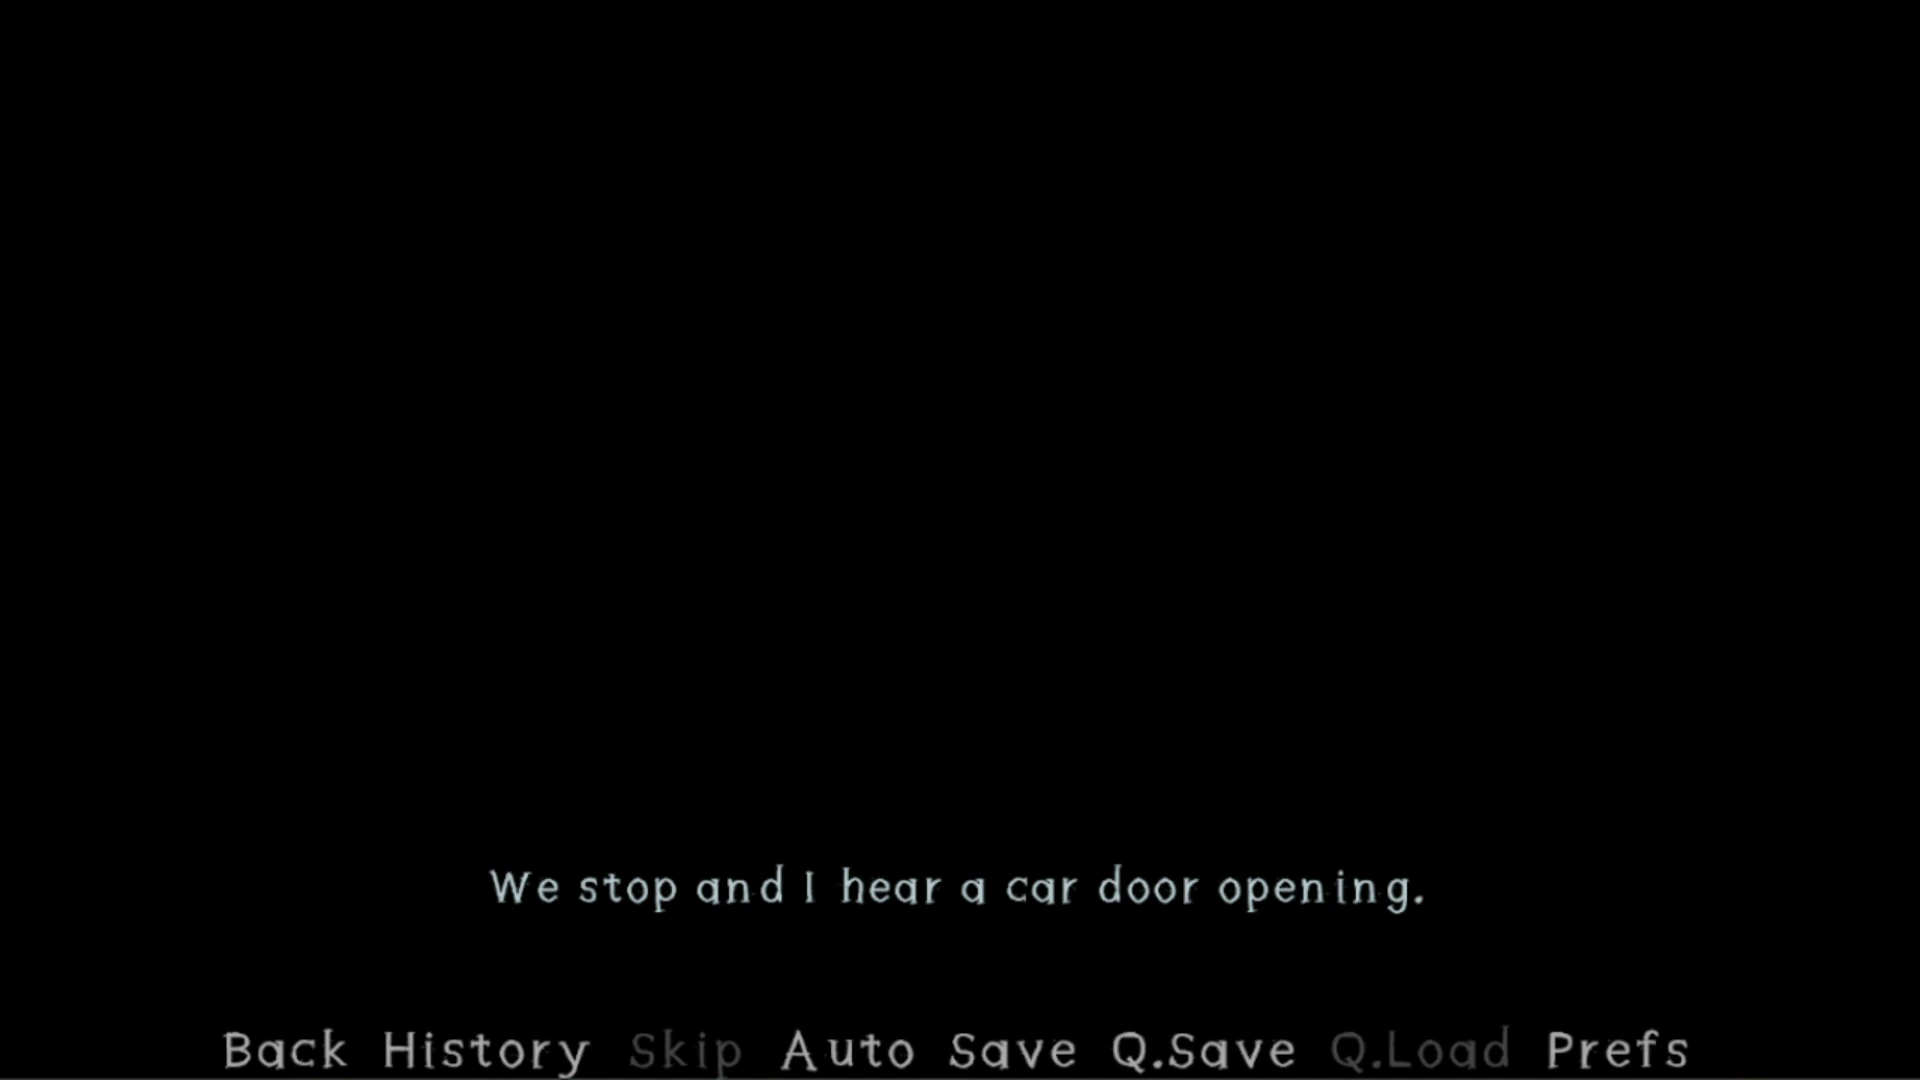 We stop and I hear a car door opening.
Back History Skip Auto Save Q.Save Q.Load Prefs